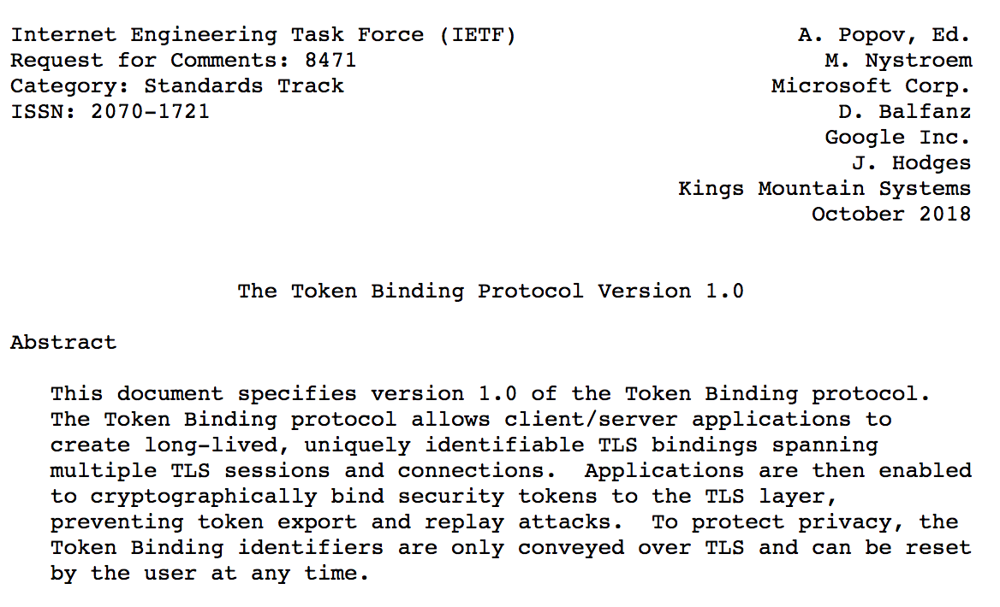 Internet Engineering Task Force (IETF)                     A. Popov, Ed.
Request for Comments: 8471                                   M. Nystroem
Category: Standards Track                                Microsoft Corp.
ISSN: 2070-1721                                               D. Balfanz
Google Inc.
J. Hodges
Kings Mountain Systems
October 2018
The Token Binding Protocol Version 1.0
Abstract
This document specifies version 1.0 of the Token Binding protocol.
The Token Binding protocol allows client/server applications to
create long-lived, uniquely identifiable TLS bindings spanning
multiple TLS sessions and connections.  Applications are then enabled
to cryptographically bind security tokens to the TLS layer,
preventing token export and replay attacks.  To protect privacy, the
Token Binding identifiers are only conveyed over TLS and can be reset
by the user at any time.